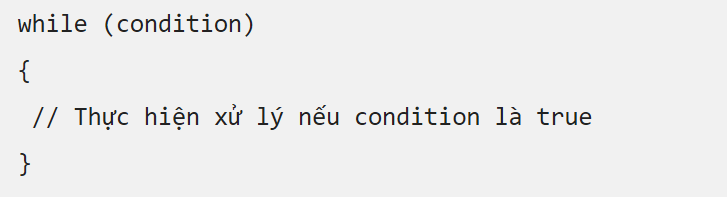 while (condition)
{
// Thực hiện xử lý nếu condition là true
}